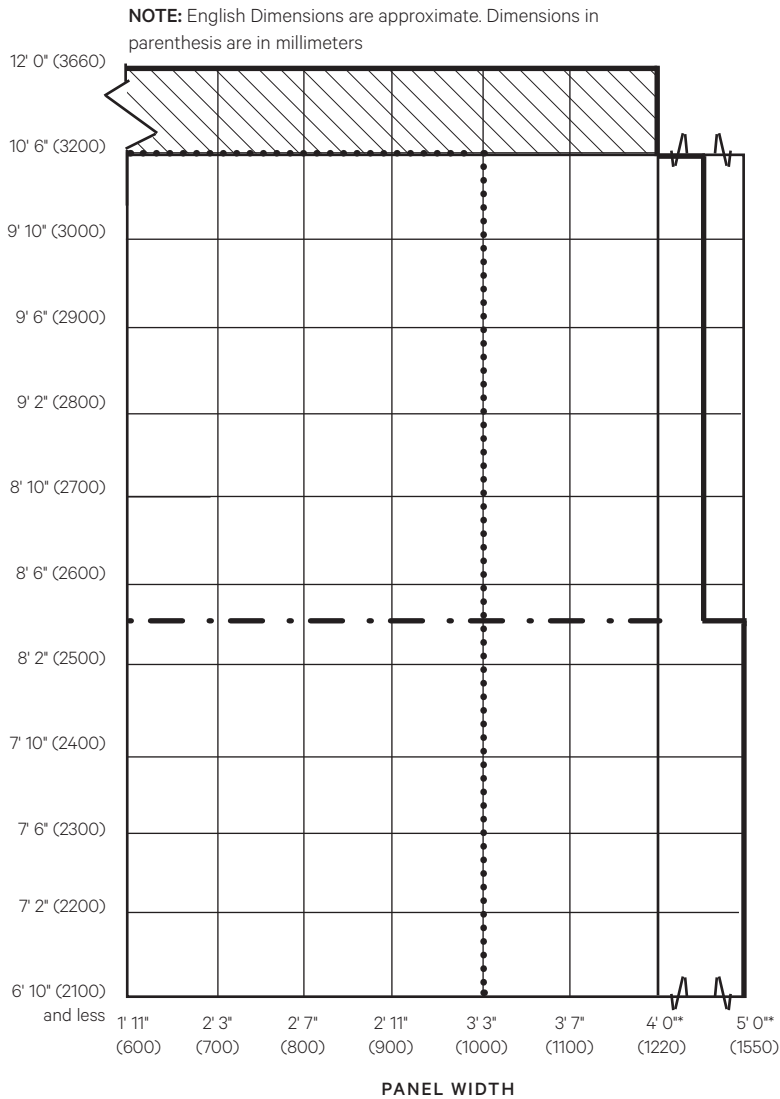 NOTE: English Dimensions are approximate. Dimensions in
parenthesis are in millimeters
12' 0" (3660)
10' 6" (3200)
9' 10" (3000)
9' 6" (2900)
9' 2" (2800)
8' 10" (2700)
8' 6" (2600)
8' 2" (2500)
7' 10" (2400)
7' 6" (2300)
7' 2" (2200)
6' 10" (2100)
and less
1' 11" 2' 3" 2' 7" 2' 11" 3' 3" 3' 7" 4' 0"* 5' 0"*
(600) (700) (800) (900) (1000) (1100) (1220) (1550)
PANEL WIDTH